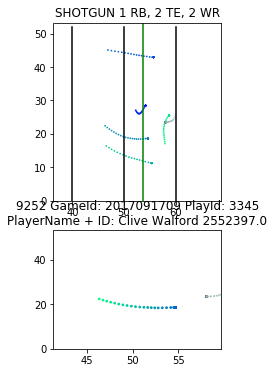 SHOTGUN 1 RB, 2 TE, 2 WR
50
40
30
20
10
0
40 50 60
9252 GameId: 2017091709 PlayId: 3345
PlayerName + ID: Clive Walford 2552397.0
40
20
0
45 50 55